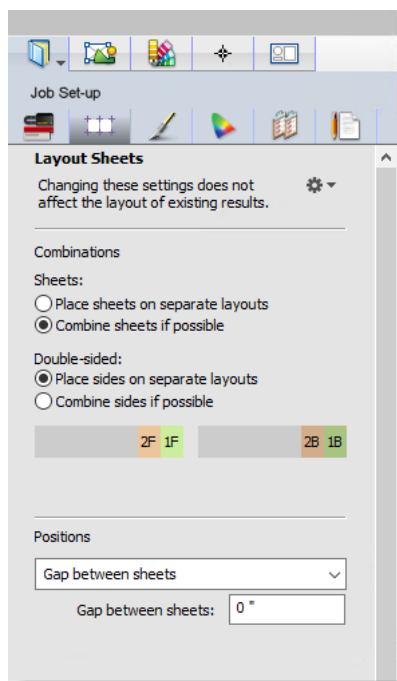 Job Set-up
Layout Sheets
Changing these settings does not
affect the layout of existing results.
Combinations
Sheets:
Place sheets on separate layouts
Combine sheets if possible
Double-sided:
Place sides on separate layouts
Combine sides if possible
2F 1F 2B 1B
Positions
Gap between sheets
Gap between sheets: 0 "